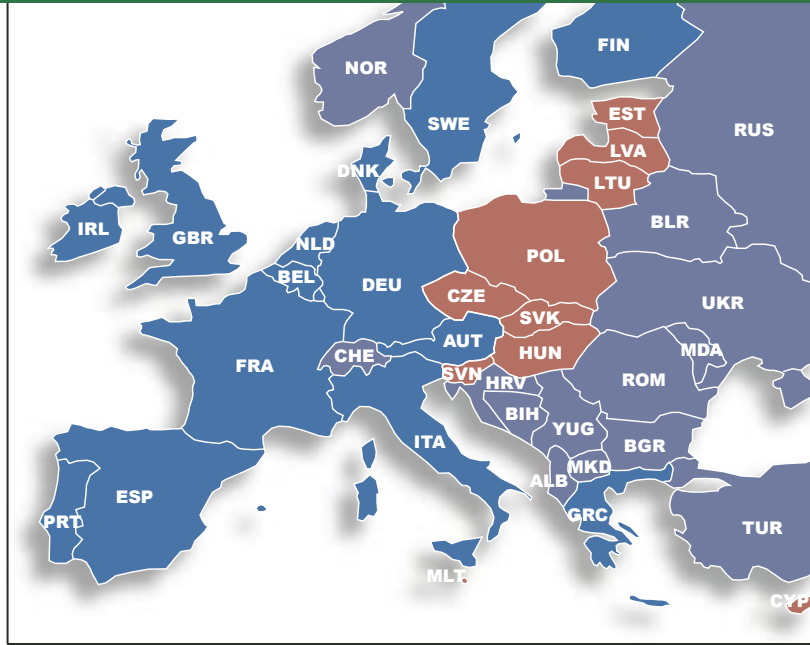 FIN
NOR
EST
SWE
RUS
LVA
DNK
LTU
BLR
IRL
GBR
NLD
POL
BEL
DEU
CZE
UKR
SVK
AUT
MDA
HUN
CHE
FRA
SVN
ROM
HRV
BIH
YUG
ITA
BGR
MKD
ALB
ESP
GRC
PRT
TUR
MLT
CYP